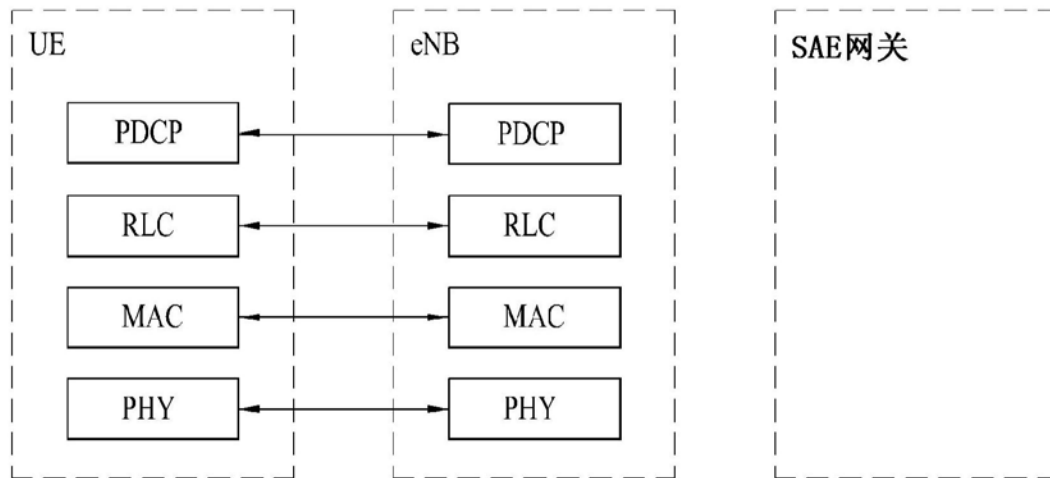 UE
eNB
SAE网关
PDCP
PDCP
RLC
RLC
MAC
MAC
PHY
PHY